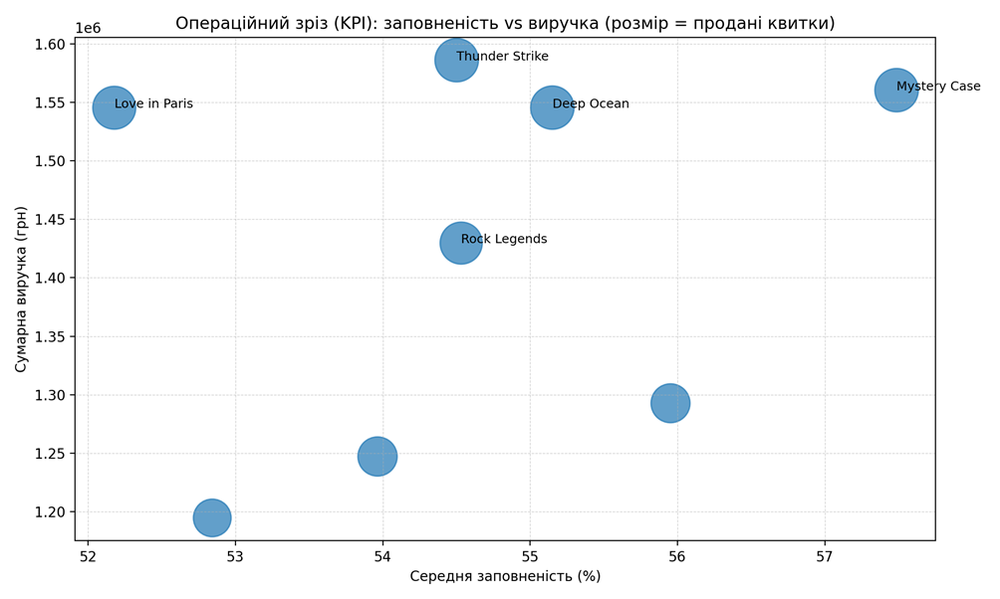 Операційний зріз (KPI): заповненість vs виручка (розмір = продані квитки)
1e6
1.60
1.55
1.50
1.45
1.40
1.35
1.30
1.25
1.20
Сумарна виручка (грн)
Thunder Strike
Mystery Case
Love in Paris
Deep Ocean
Rock Legends
52
53
54
55
56
57
Середня заповненість (%)